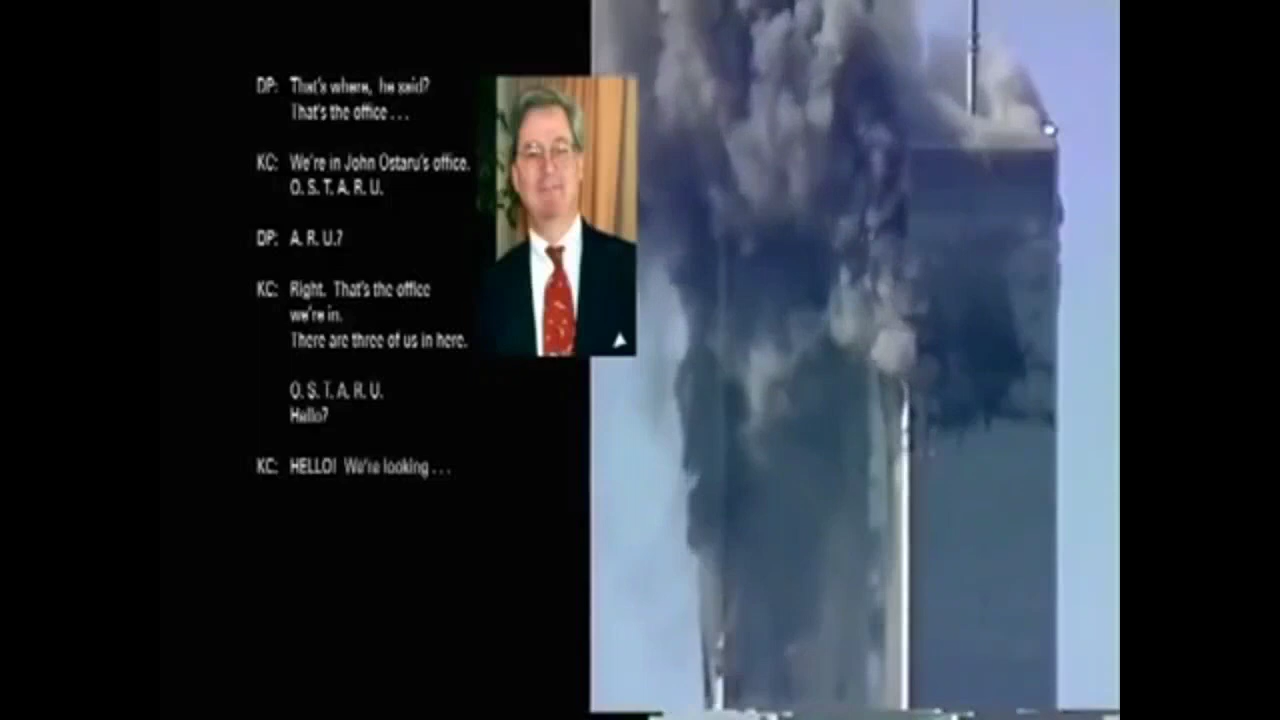 DP: That's where, he said?
That's the office . . .
KC: We're in John Ostaru's office.
O. S. T. A. R. U.
DP: A. R. U.?
KC: Right. That's the office
we're in.
There are three of us in here.
O. S. T. A. R. U.
Hello?
KC: HELLO! We're looking . . .